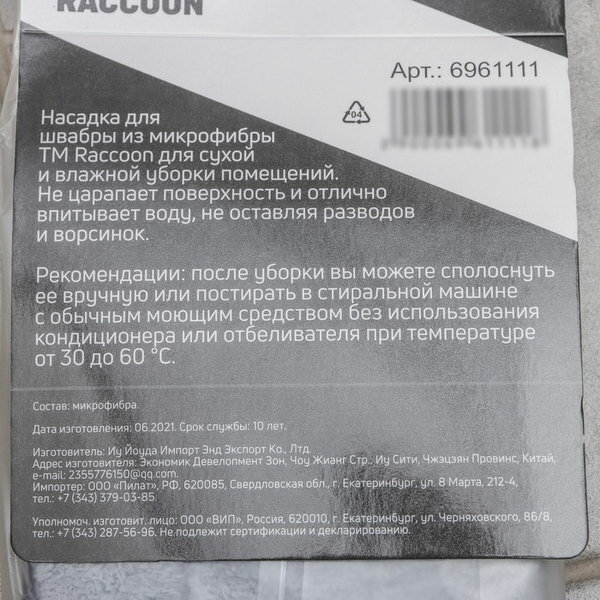 RACCOON
Арт.: 6961111
04
Насадка для
швабры из микрофибры
ТМ Raccoon для сухой
и влажной уборки помещений.
Не царапает поверхность и отлично
впитывает воду, не оставляя разводов
и ворсинок.
Рекомендации: после уборки вы можете сполоснуть
ее вручную или постирать в стиральной машине
с обычным моющим средством без использования
кондиционера или отбеливателя при температуре
от 30 до 60 °С.
Состав: микрофибра.
Дата изготовления: 06.2021. Срок службы: 10 лет.
Изготовитель: Иу Йоуда Импорт Энд Экспорт Ко., Лтд
Адрес изготовителя: Экономик Девелопмент Зон, Чоу Жианг Стр., Иу Сити, Чжэцзян Провинс, Китай,
e-mail: 2355776150@qq.com.
Импортер: ООО «Пилат», РФ, 620085, Свердловская обл., г. Екатеринбург, ул. 8 Марта, 212-4,
тел.: +7 (343) 379-03-85.
Уполномоч. изготовит. лицо: ООО «ВИП», Россия, 620010, г. Екатеринбург, ул. Черняховского, 86/8,
тел.: +7 (343) 287-56-96. Не подлежит сертификации и декларированию.